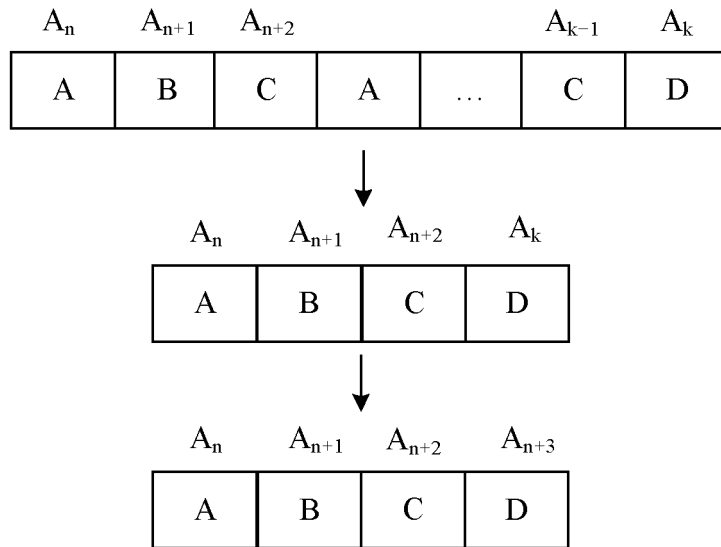 Aₙ Aₙ₊₁ Aₙ₊₂ Aₖ₋₁ Aₖ
A B C A ... C D
Aₙ Aₙ₊₁ Aₙ₊₂ Aₖ
A B C D
Aₙ Aₙ₊₁ Aₙ₊₂ Aₙ₊₃
A B C D